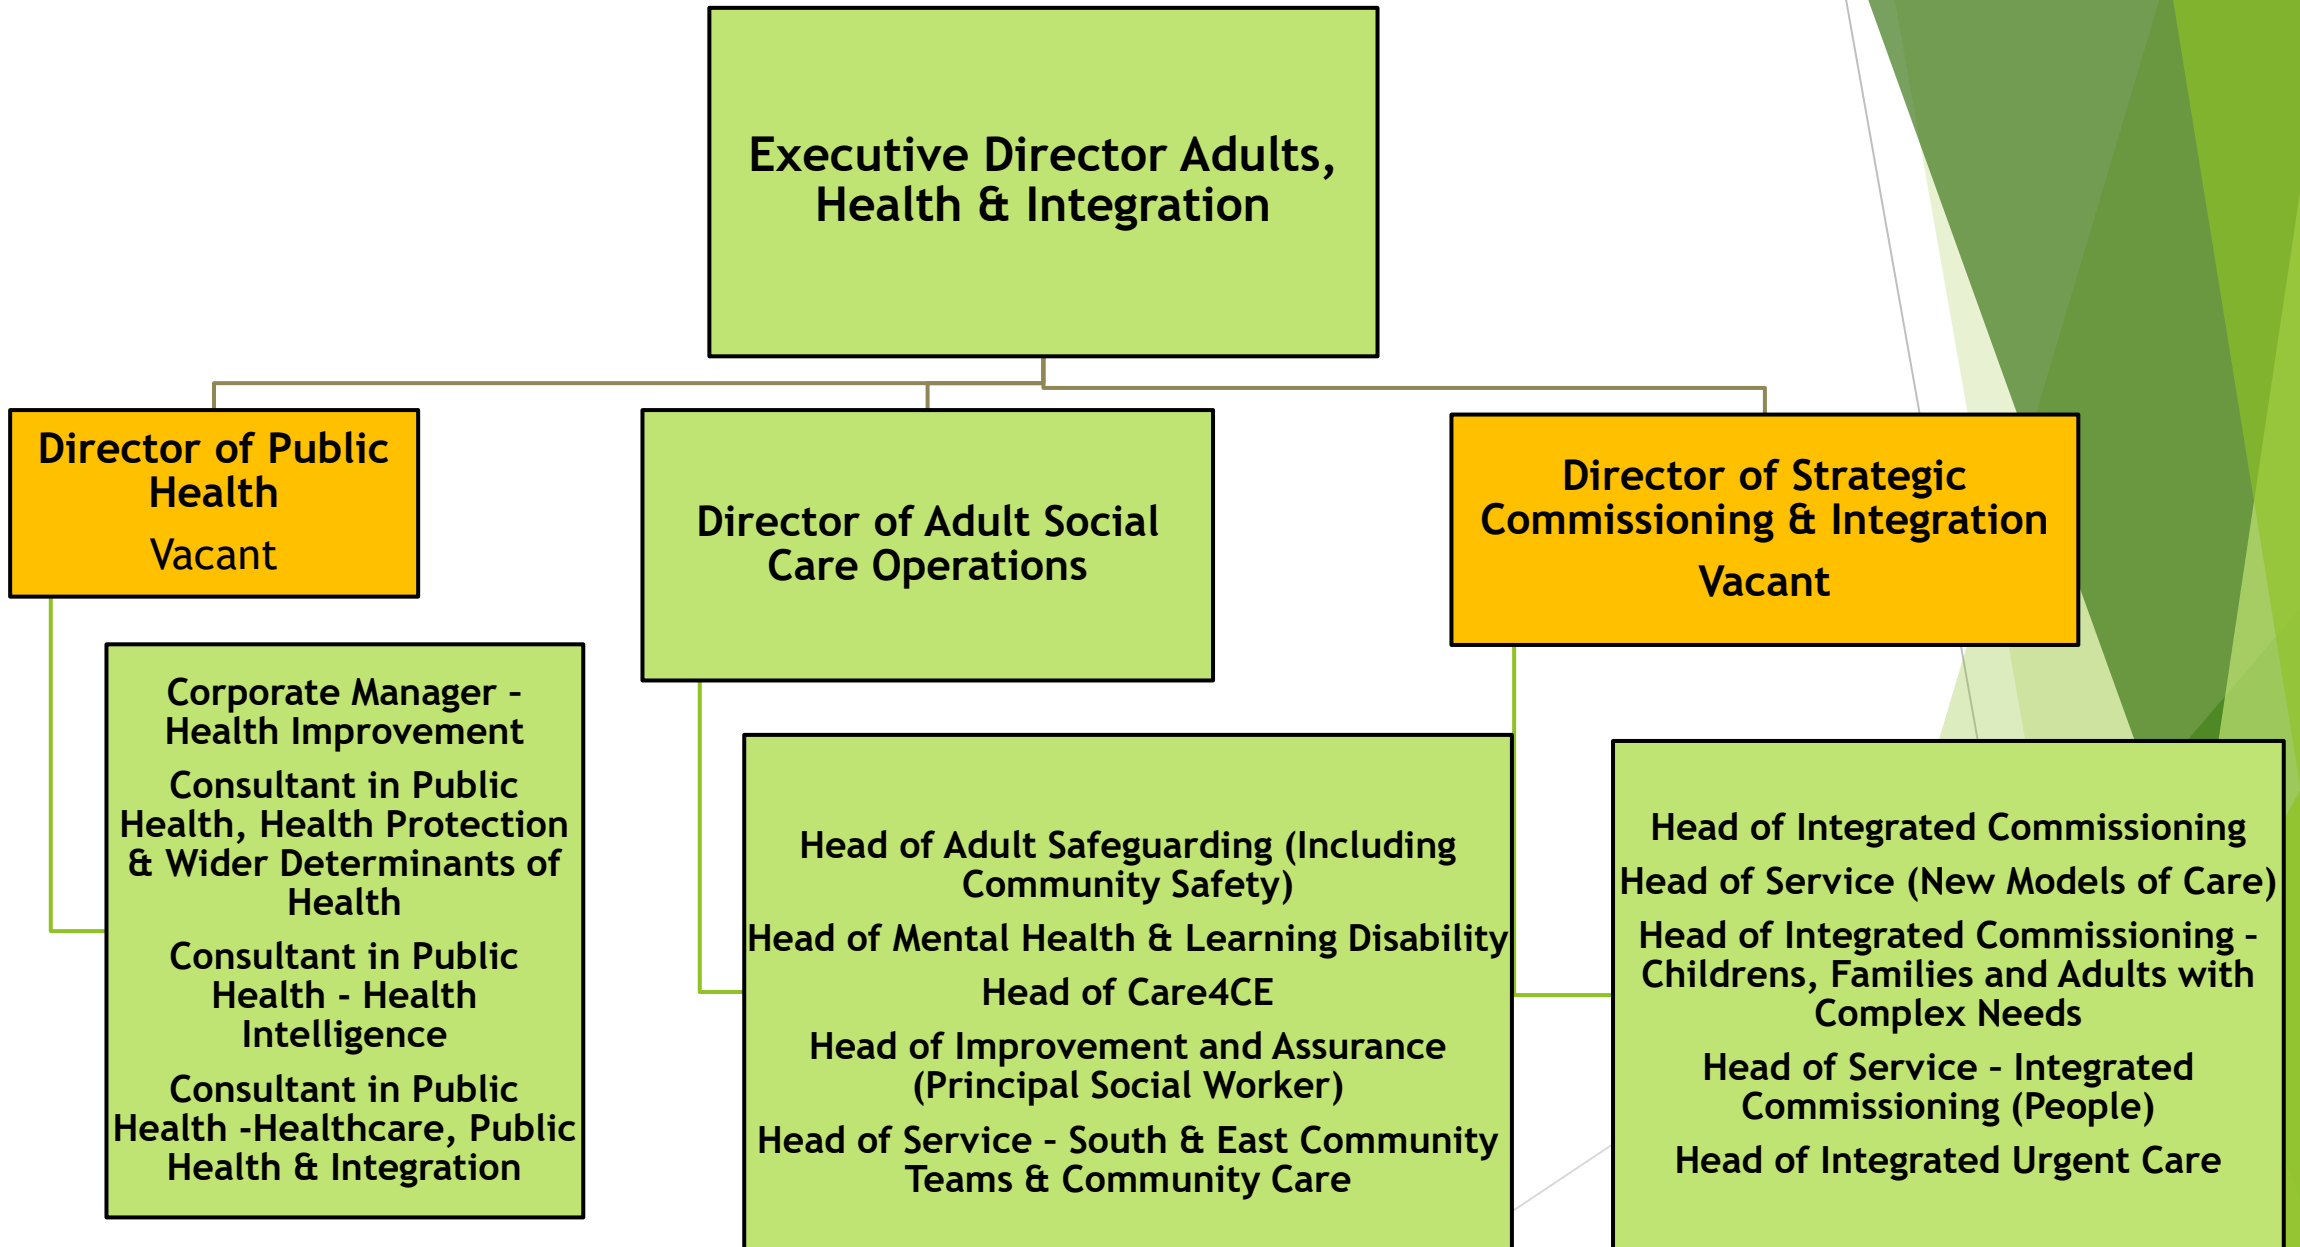 Executive Director Adults,
Health & Integration
Director of Public
Health
Vacant
Director of Adult Social
Care Operations
Director of Strategic
Commissioning & Integration
Vacant
Corporate Manager –
Health Improvement
Consultant in Public
Health, Health Protection
& Wider Determinants of
Health
Consultant in Public
Health - Health
Intelligence
Consultant in Public
Health -Healthcare, Public
Health & Integration
Head of Adult Safeguarding (Including
Community Safety)
Head of Mental Health & Learning Disability
Head of Care4CE
Head of Improvement and Assurance
(Principal Social Worker)
Head of Service – South & East Community
Teams & Community Care
Head of Integrated Commissioning
Head of Service (New Models of Care)
Head of Integrated Commissioning –
Childrens, Families and Adults with
Complex Needs
Head of Service – Integrated
Commissioning (People)
Head of Integrated Urgent Care